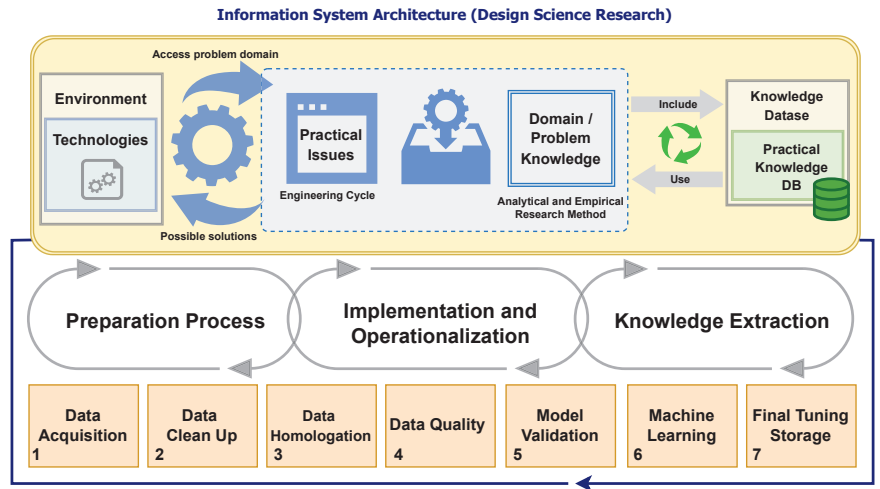 Information System Architecture (Design Science Research)
Access problem domain
Environment
Technologies
Possible solutions
Practical
Issues
Engineering Cycle
Domain /
Problem
Knowledge
Analytical and Empirical
Research Method
Include
Use
Knowledge
Datase
Practical
Knowledge
DB
Preparation Process
Implementation and
Operationalization
Knowledge Extraction
Data
Acquisition
1
Data
Clean Up
2
Data
Homologation
3
Data Quality
4
Model
Validation
5
Machine
Learning
6
Final Tuning
Storage
7